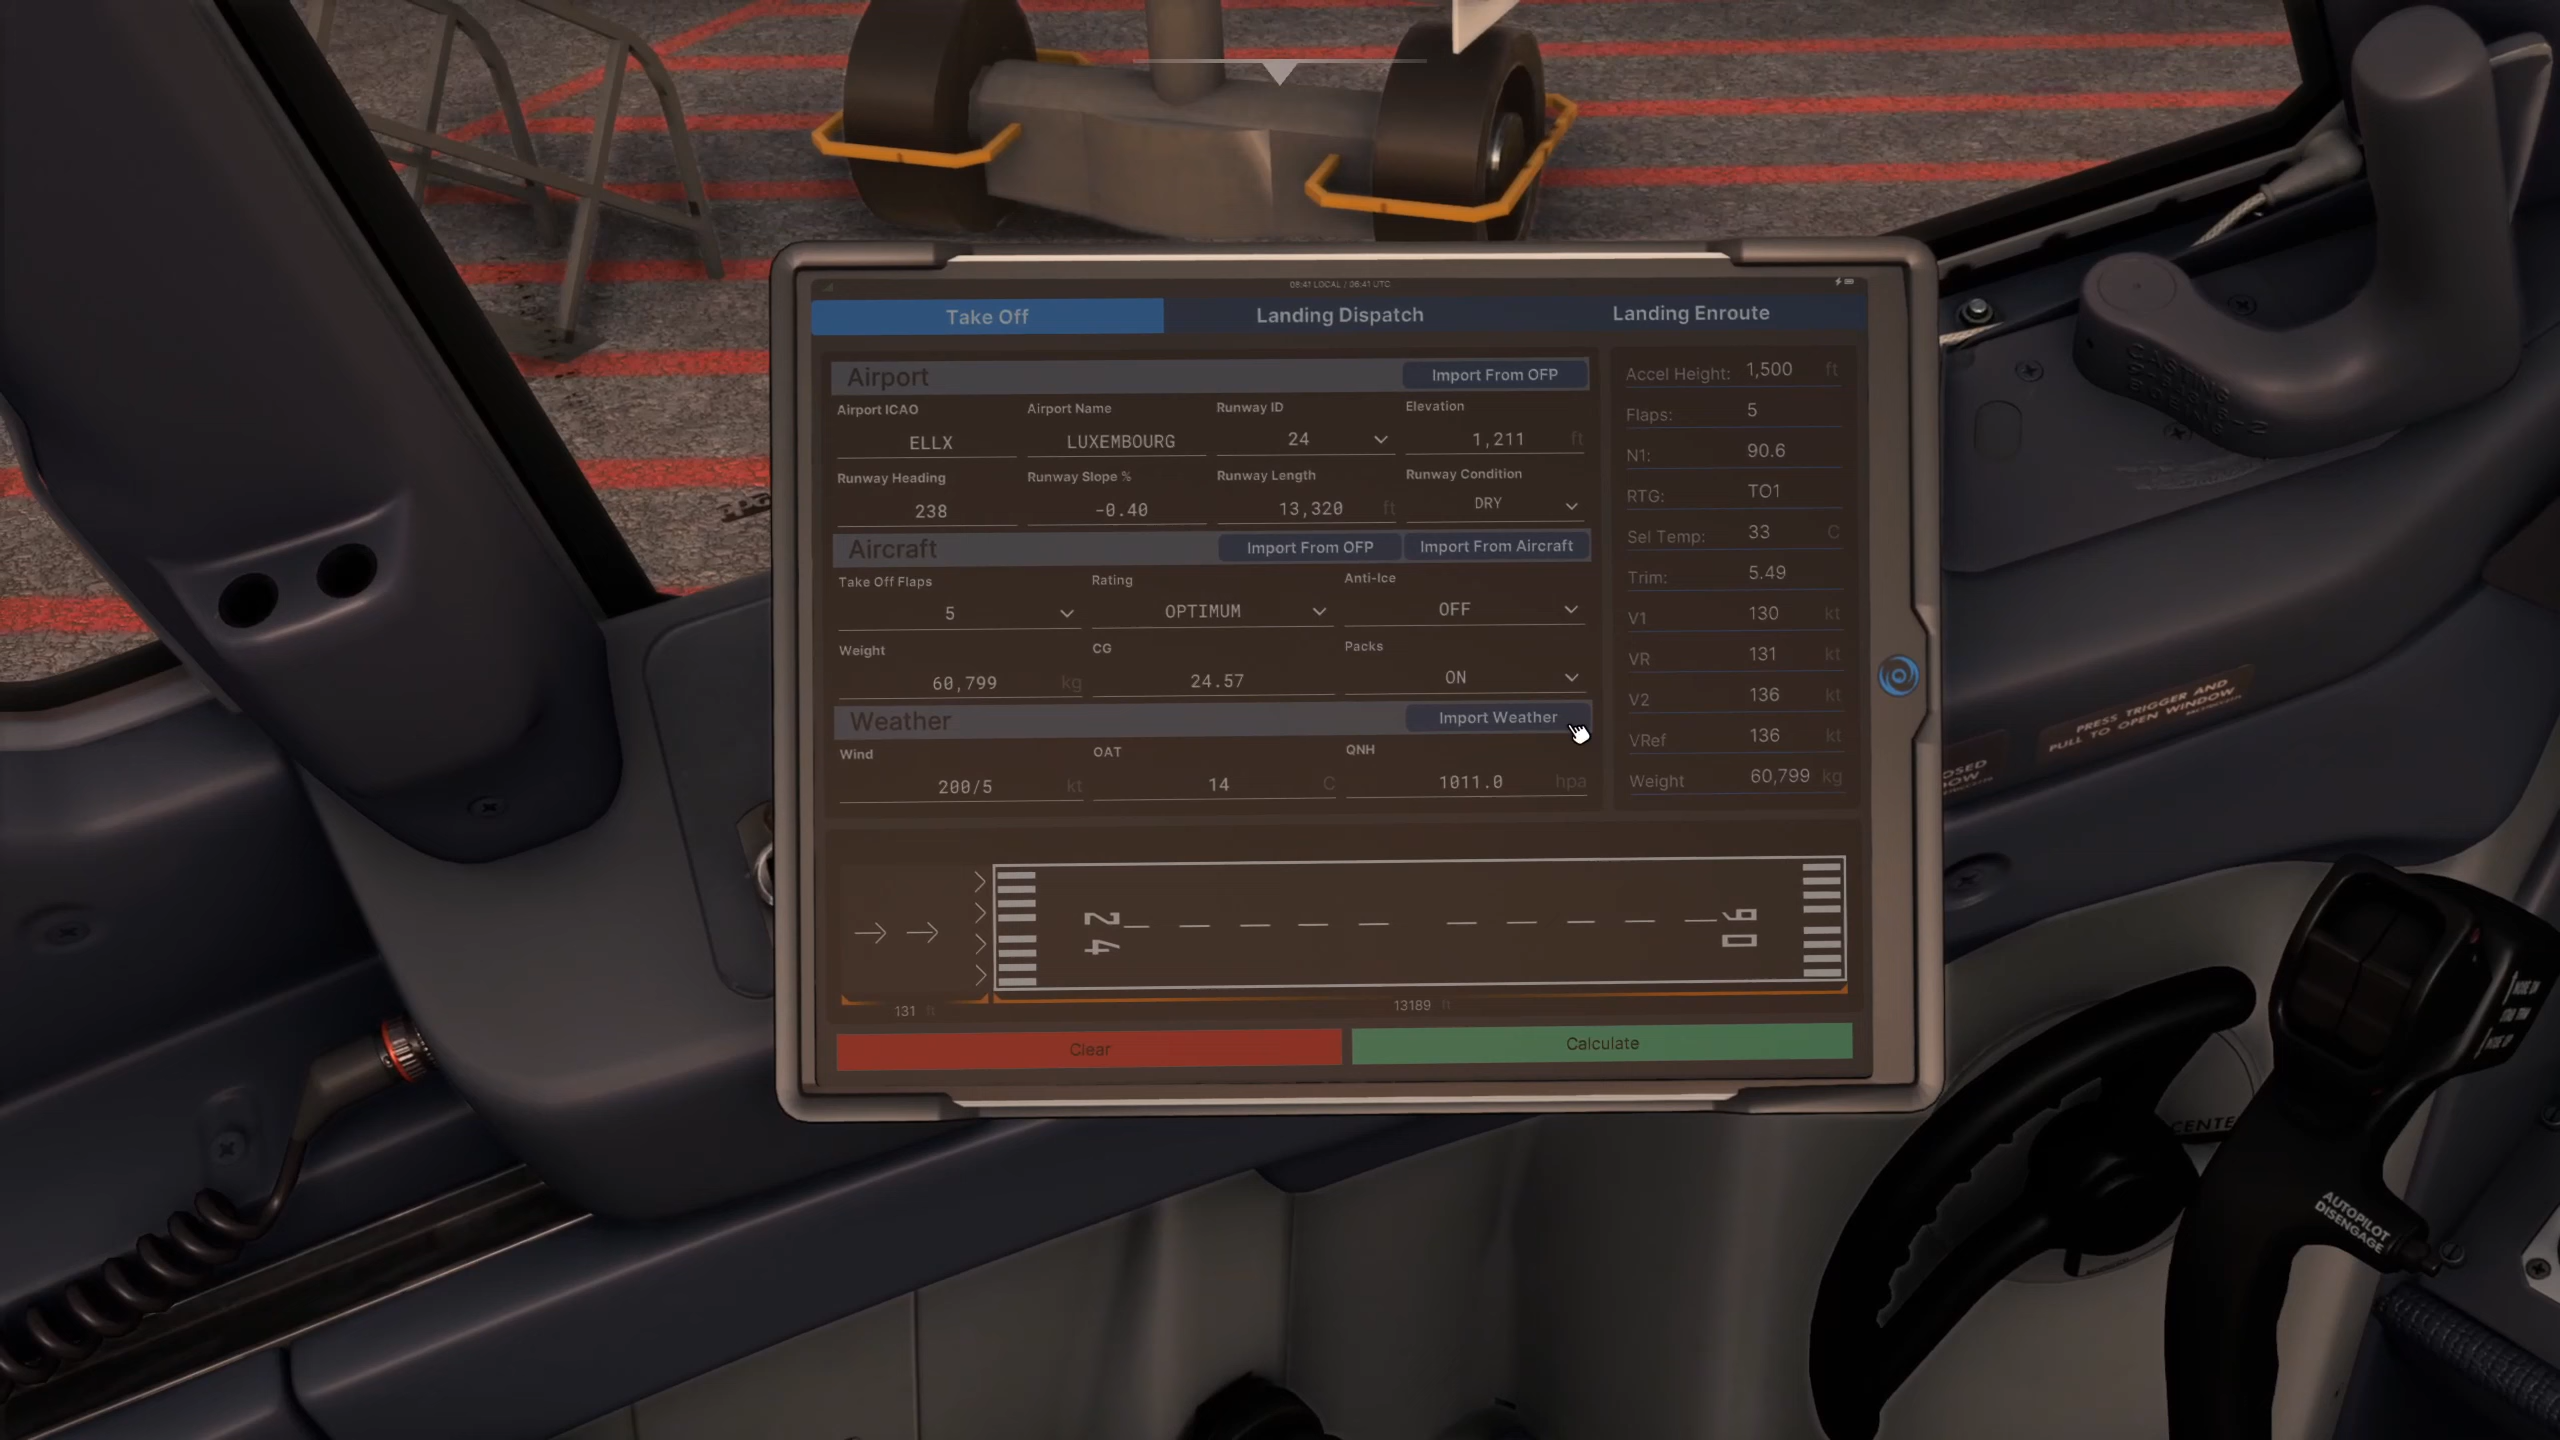 08:41 LOCAL / 06:41 UTC
Take Off
Landing Dispatch
Landing Enroute
Airport
Import From OFP
Airport ICAO
Airport Name
Runway ID
Elevation
ELLX
LUXEMBOURG
24
1,211 ft
Runway Heading
Runway Slope %
Runway Length
Runway Condition
238
-0.40
13,320 ft
DRY
Aircraft
Import From OFP
Import From Aircraft
Take Off Flaps
Rating
Anti-Ice
5
OPTIMUM
OFF
Weight
CG
Packs
60,799 kg
24.57
ON
Weather
Import Weather
Wind
OAT
QNH
200/5 kt
14 C
1011.0 hpa
Accel Height: 1,500 ft
Flaps: 5
N1: 90.6
RTG: TO1
Sel Temp: 33 C
Trim: 5.49
V1 130 kt
VR 131 kt
V2 136 kt
VRef 136 kt
Weight 60,799 kg
24
06
131 ft
13189 ft
Clear
Calculate
PRESS TRIGGER AND
PULL TO OPEN WINDOW
AUTOPILOT
DISENGAGE